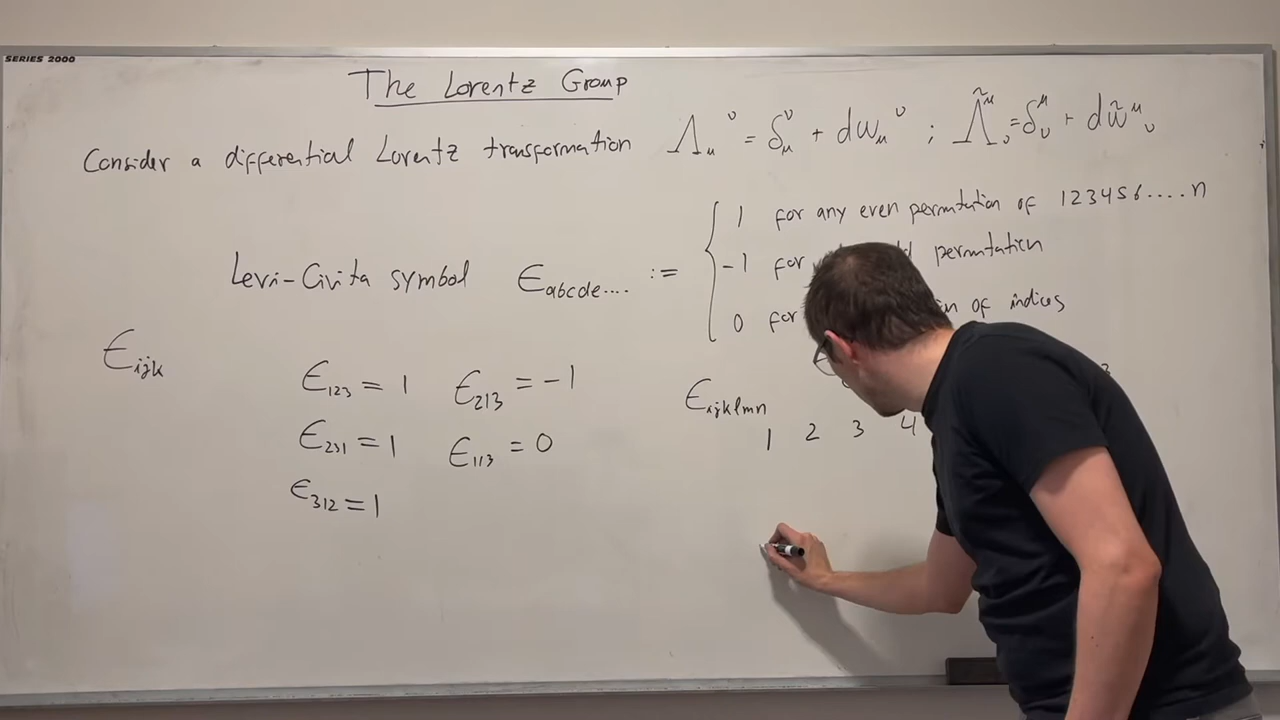 SERIES 2000
The Lorentz Group
Consider a differential Lorentz transformation Λ_μ^ν = δ_μ^ν + dω_μ^ν ; Λ̃^μ_ν = δ^μ_ν + dω̃^μ_ν
1 for any even permutation of 123456....n
Levi-Civita symbol ϵ_abcde.... := { -1 for permutation
0 for of indices
ϵ_ijk
ϵ_123 = 1 ϵ_213 = -1
ϵ_ijklmn
ϵ_231 = 1 ϵ_113 = 0
1 2 3 4
ϵ_312 = 1